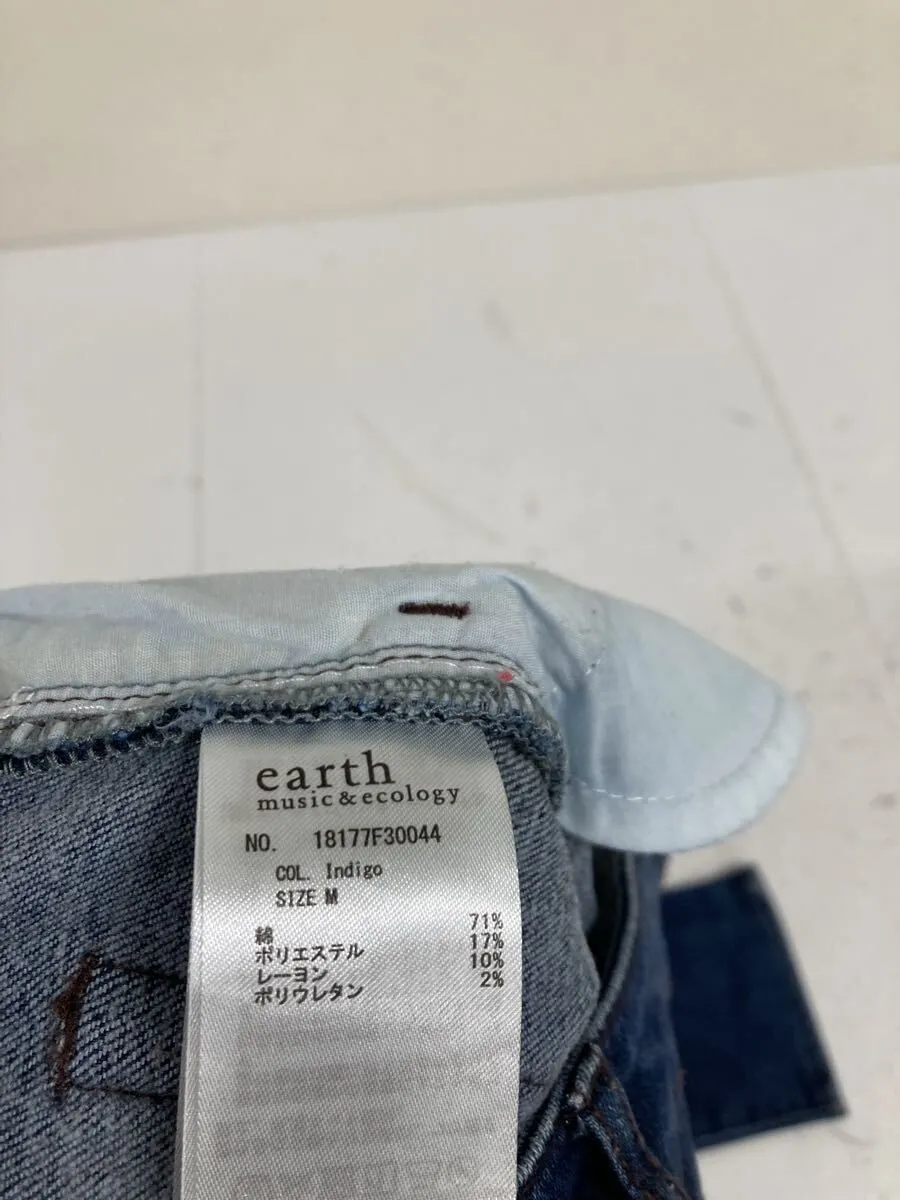 earth
music&ecology
NO. 18177F30044
COL. Indigo
SIZE M
綿 71%
ポリエステル 17%
レーヨン 10%
ポリウレタン 2%